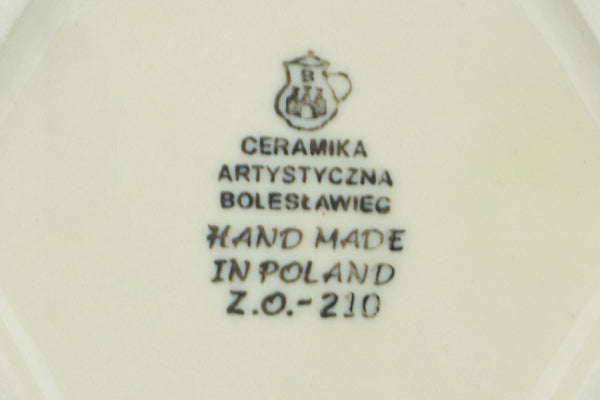 B
CERAMIKA
ARTYSTYCZNA
BOLESŁAWIEC
HAND MADE
IN POLAND
Z.O.-210